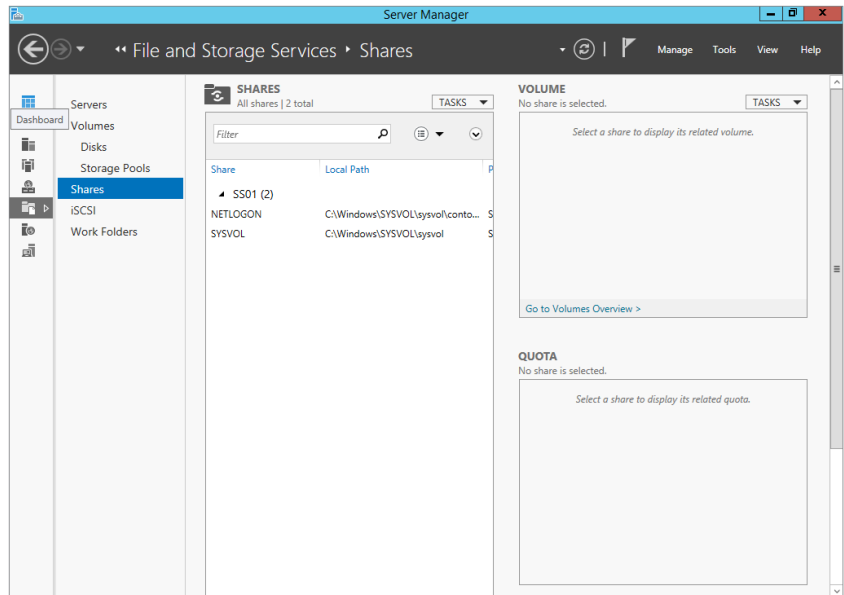 Server Manager
File and Storage Services ‣ Shares
Manage Tools View Help
Dashboard
Servers
Volumes
Disks
Storage Pools
Shares
iSCSI
Work Folders
SHARES
All shares | 2 total
TASKS
Filter
Share Local Path P
SS01 (2)
NETLOGON C:\Windows\SYSVOL\sysvol\conto... S
SYSVOL C:\Windows\SYSVOL\sysvol S
VOLUME
No share is selected.
TASKS
Select a share to display its related volume.
Go to Volumes Overview >
QUOTA
No share is selected.
Select a share to display its related quota.